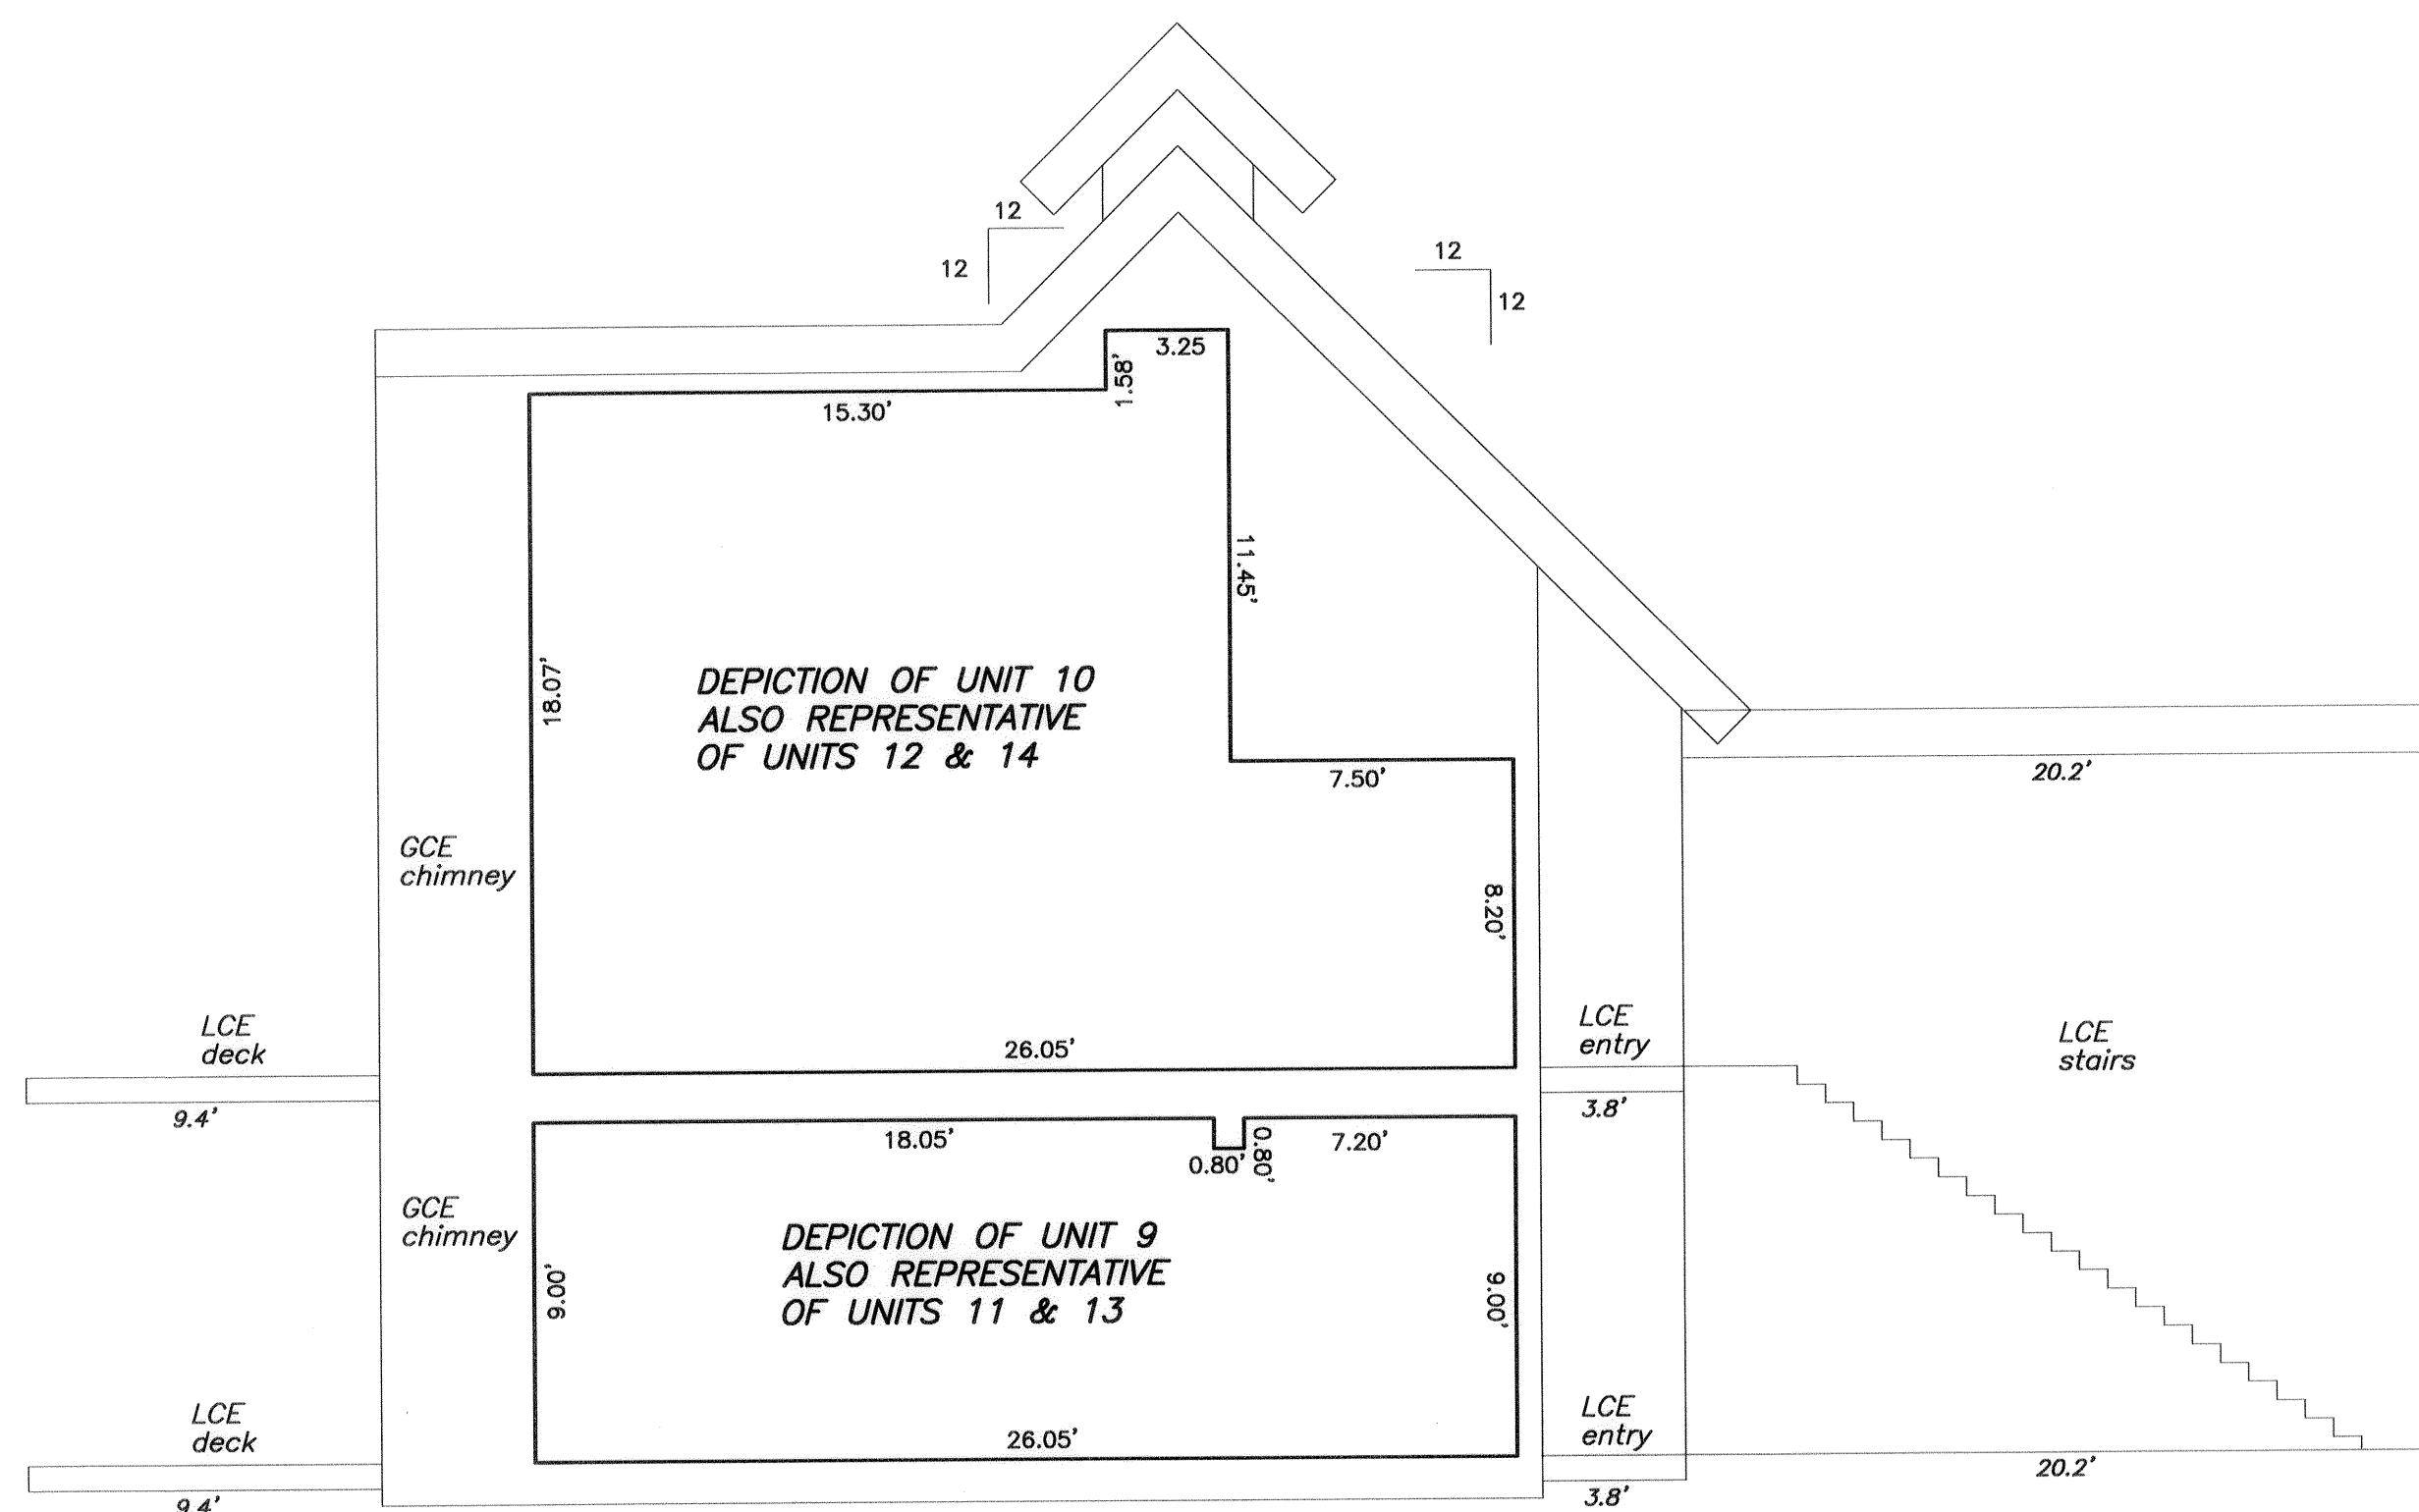 12
12
12
12
3.25
1.58'
15.30'
11.45'
18.07'
DEPICTION OF UNIT 10
ALSO REPRESENTATIVE
OF UNITS 12 & 14
7.50'
20.2'
GCE
chimney
8.20'
LCE
deck
26.05'
LCE
entry
LCE
stairs
9.4'
3.8'
18.05'
0.80'
0.80'
7.20'
GCE
chimney
DEPICTION OF UNIT 9
ALSO REPRESENTATIVE
OF UNITS 11 & 13
9.00'
9.00'
LCE
deck
26.05'
LCE
entry
20.2'
9.4'
3.8'